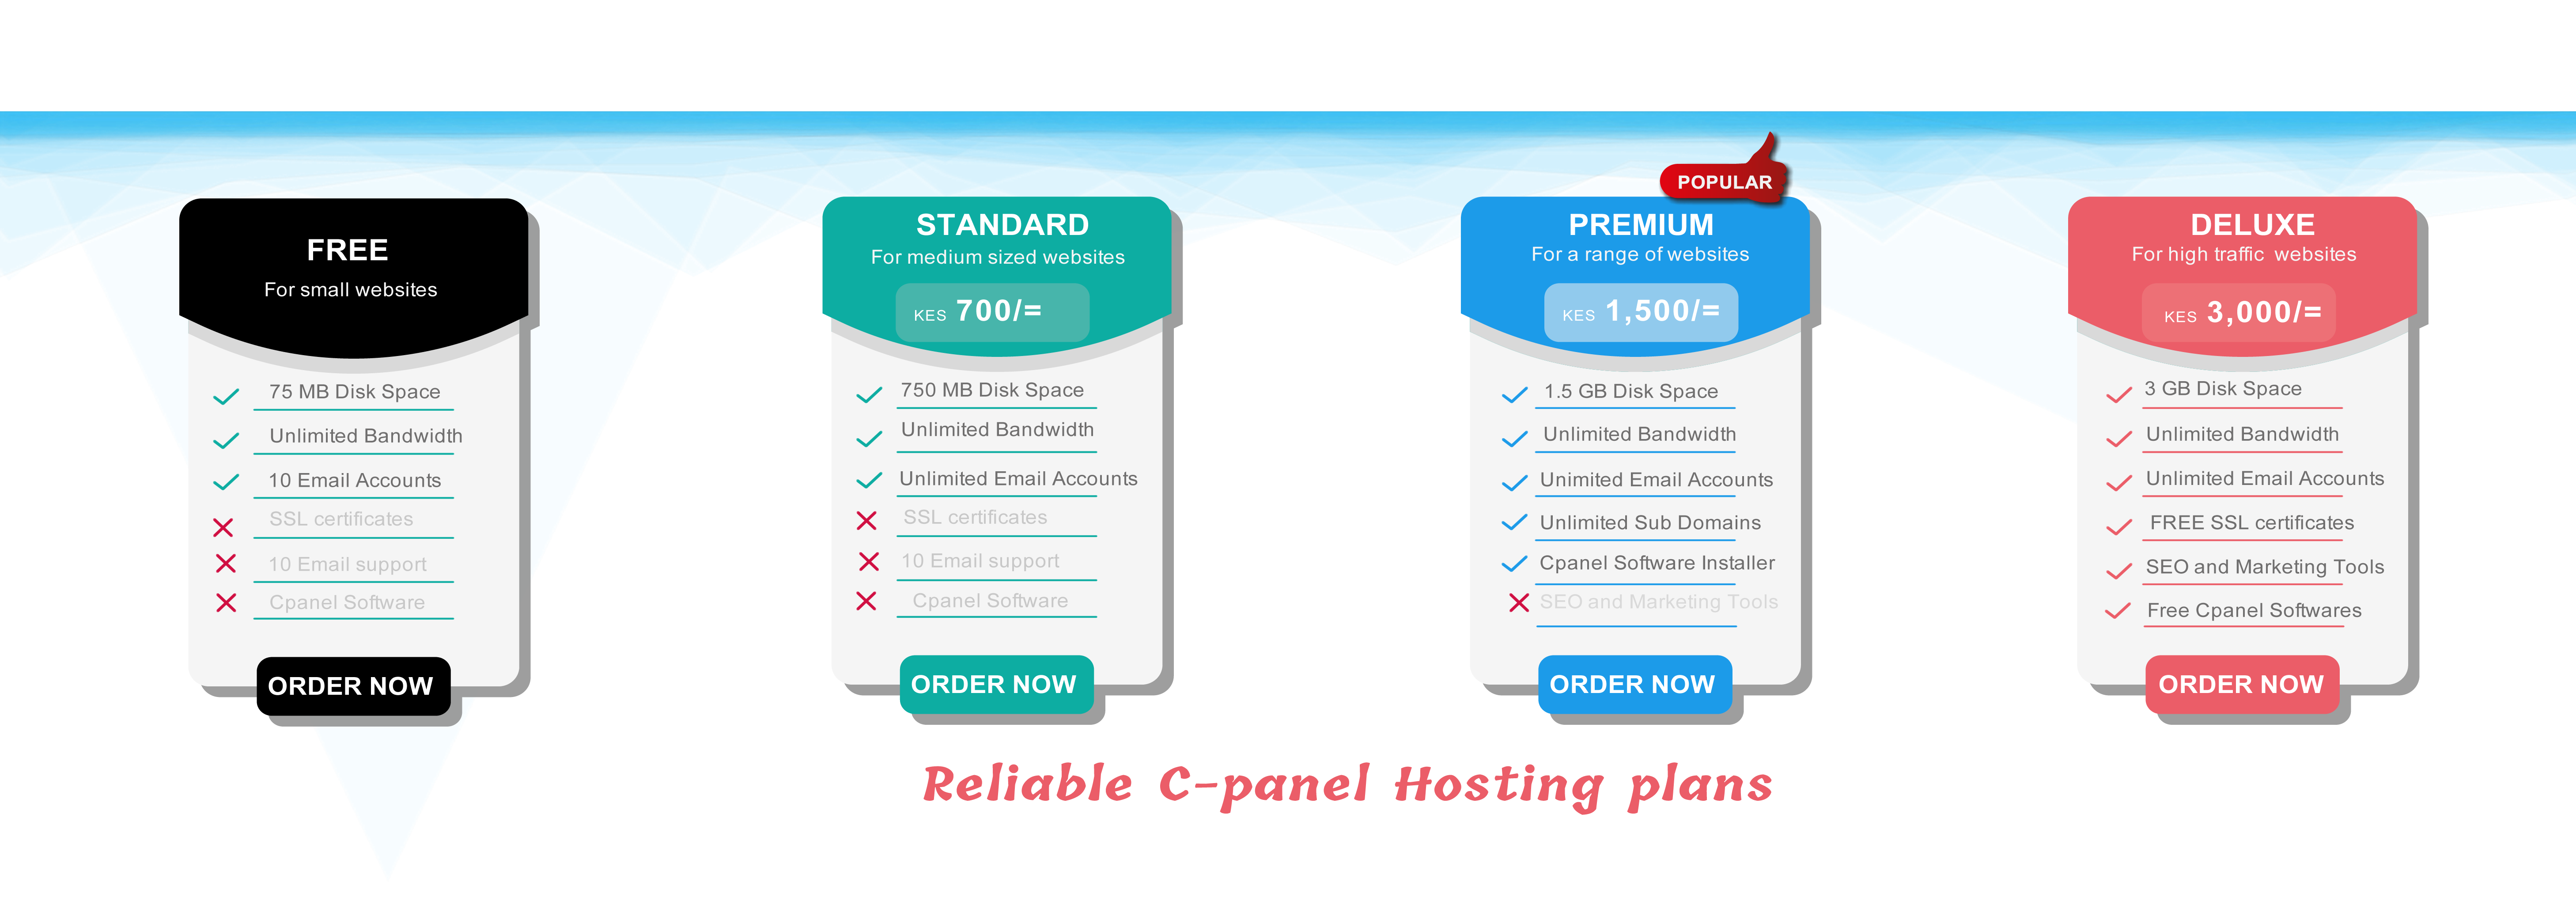 FREE
For small websites
75 MB Disk Space
Unlimited Bandwidth
10 Email Accounts
SSL certificates
10 Email support
Cpanel Software
ORDER NOW
STANDARD
For medium sized websites
KES 700/=
750 MB Disk Space
Unlimited Bandwidth
Unlimited Email Accounts
SSL certificates
10 Email support
Cpanel Software
ORDER NOW
POPULAR
PREMIUM
For a range of websites
KES 1,500/=
1.5 GB Disk Space
Unlimited Bandwidth
Unimited Email Accounts
Unlimited Sub Domains
Cpanel Software Installer
SEO and Marketing Tools
ORDER NOW
DELUXE
For high traffic websites
KES 3,000/=
3 GB Disk Space
Unlimited Bandwidth
Unlimited Email Accounts
FREE SSL certificates
SEO and Marketing Tools
Free Cpanel Softwares
ORDER NOW
Reliable C-panel Hosting plans